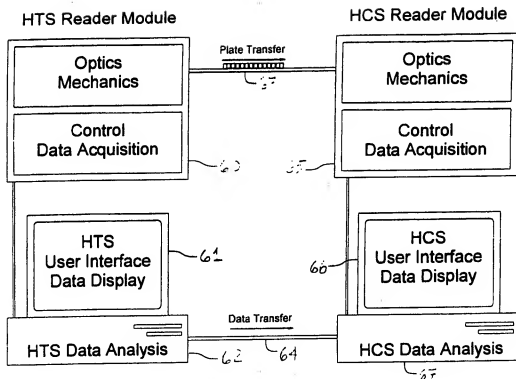 HTS Reader Module
HCS Reader Module
Plate Transfer
Optics
Mechanics
Optics
Mechanics
Control
Data Acquisition
Control
Data Acquisition
HTS
User Interface
Data Display
61
HCS
User Interface
Data Display
66
Data Transfer
HTS Data Analysis
64
HCS Data Analysis